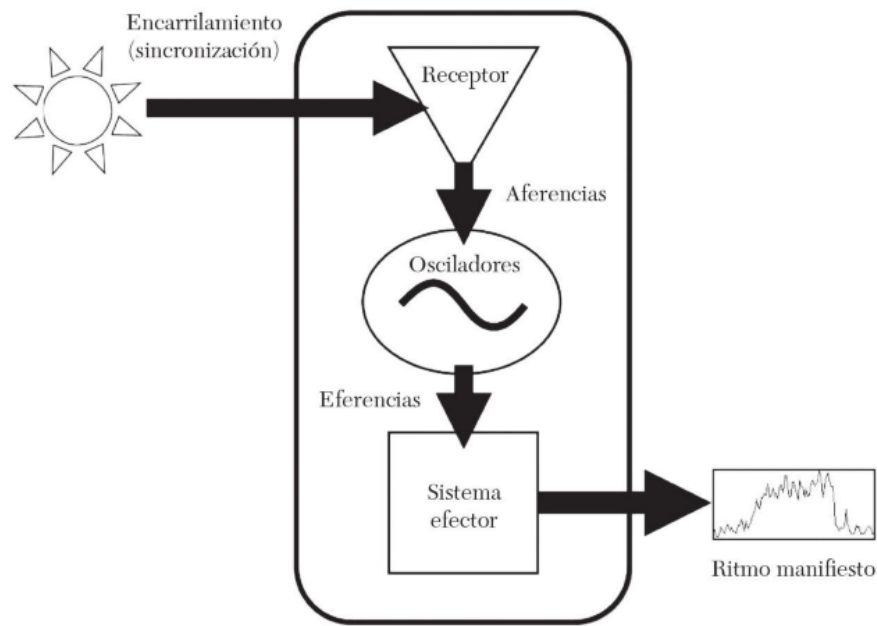 Encarrilamiento
(sincronización)
Receptor
Aferencias
Osciladores
Eferencias
Sistema
efector
Ritmo manifiesto